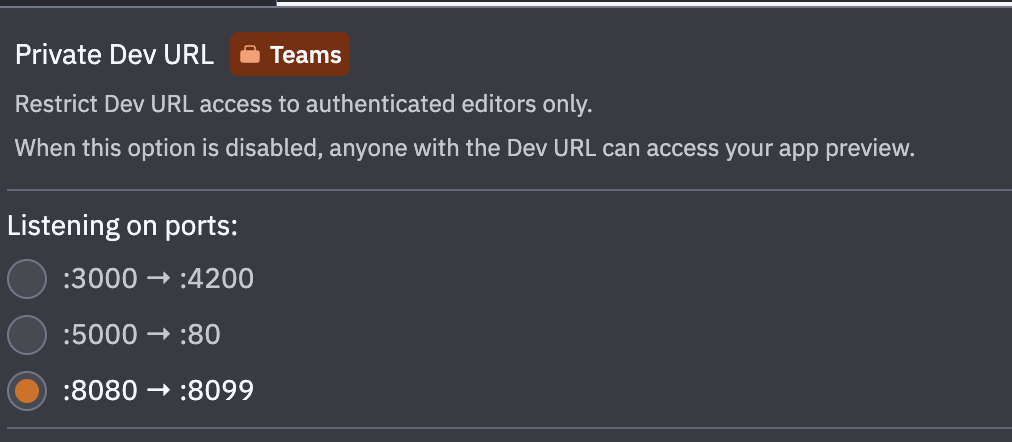 Private Dev URL Teams
Restrict Dev URL access to authenticated editors only.
When this option is disabled, anyone with the Dev URL can access your app preview.
Listening on ports:
:3000 → :4200
:5000 → :80
:8080 → :8099